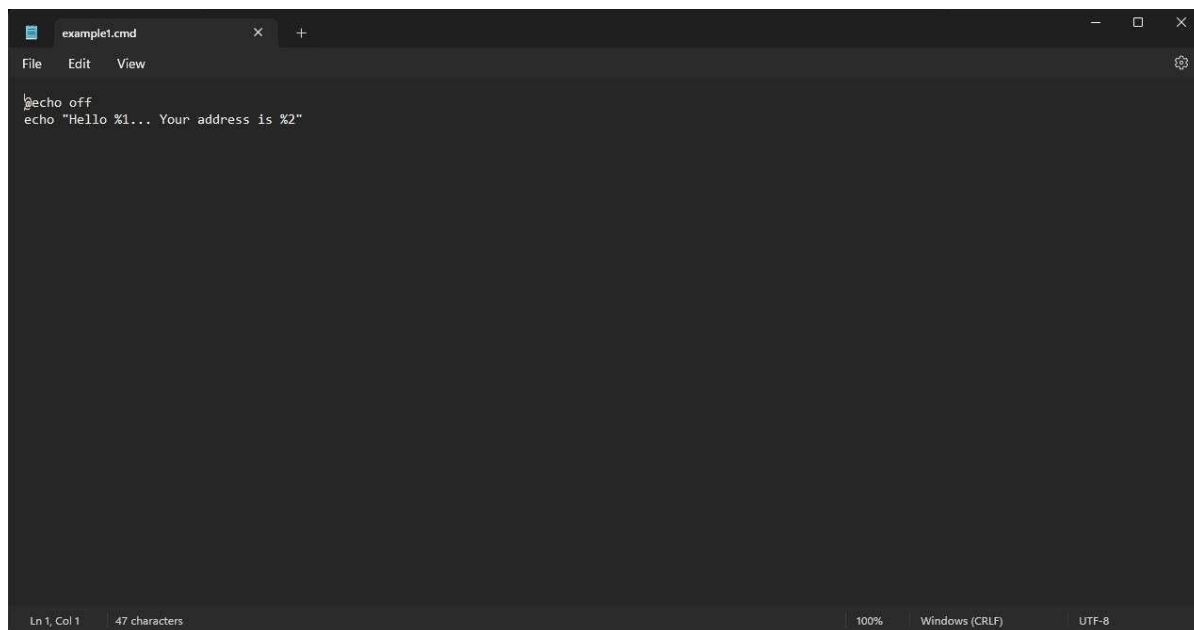 example1.cmd
File Edit View
@echo off
echo "Hello %1... Your address is %2"
Ln 1, Col 1 47 characters 100% Windows (CRLF) UTF-8